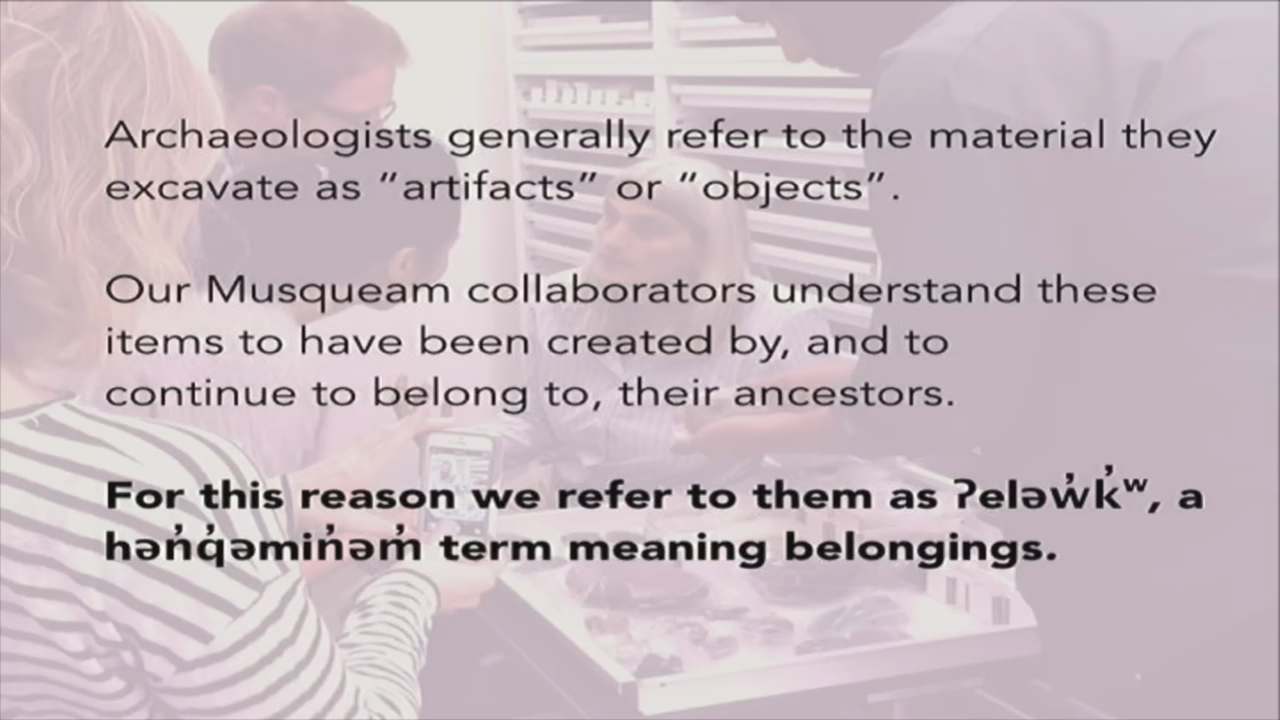 Archaeologists generally refer to the material they
excavate as “artifacts” or “objects”.
Our Musqueam collaborators understand these
items to have been created by, and to
continue to belong to, their ancestors.
For this reason we refer to them as ʔeləw̓k̓ʷ, a
hən̓q̓əmin̓əm̓ term meaning belongings.